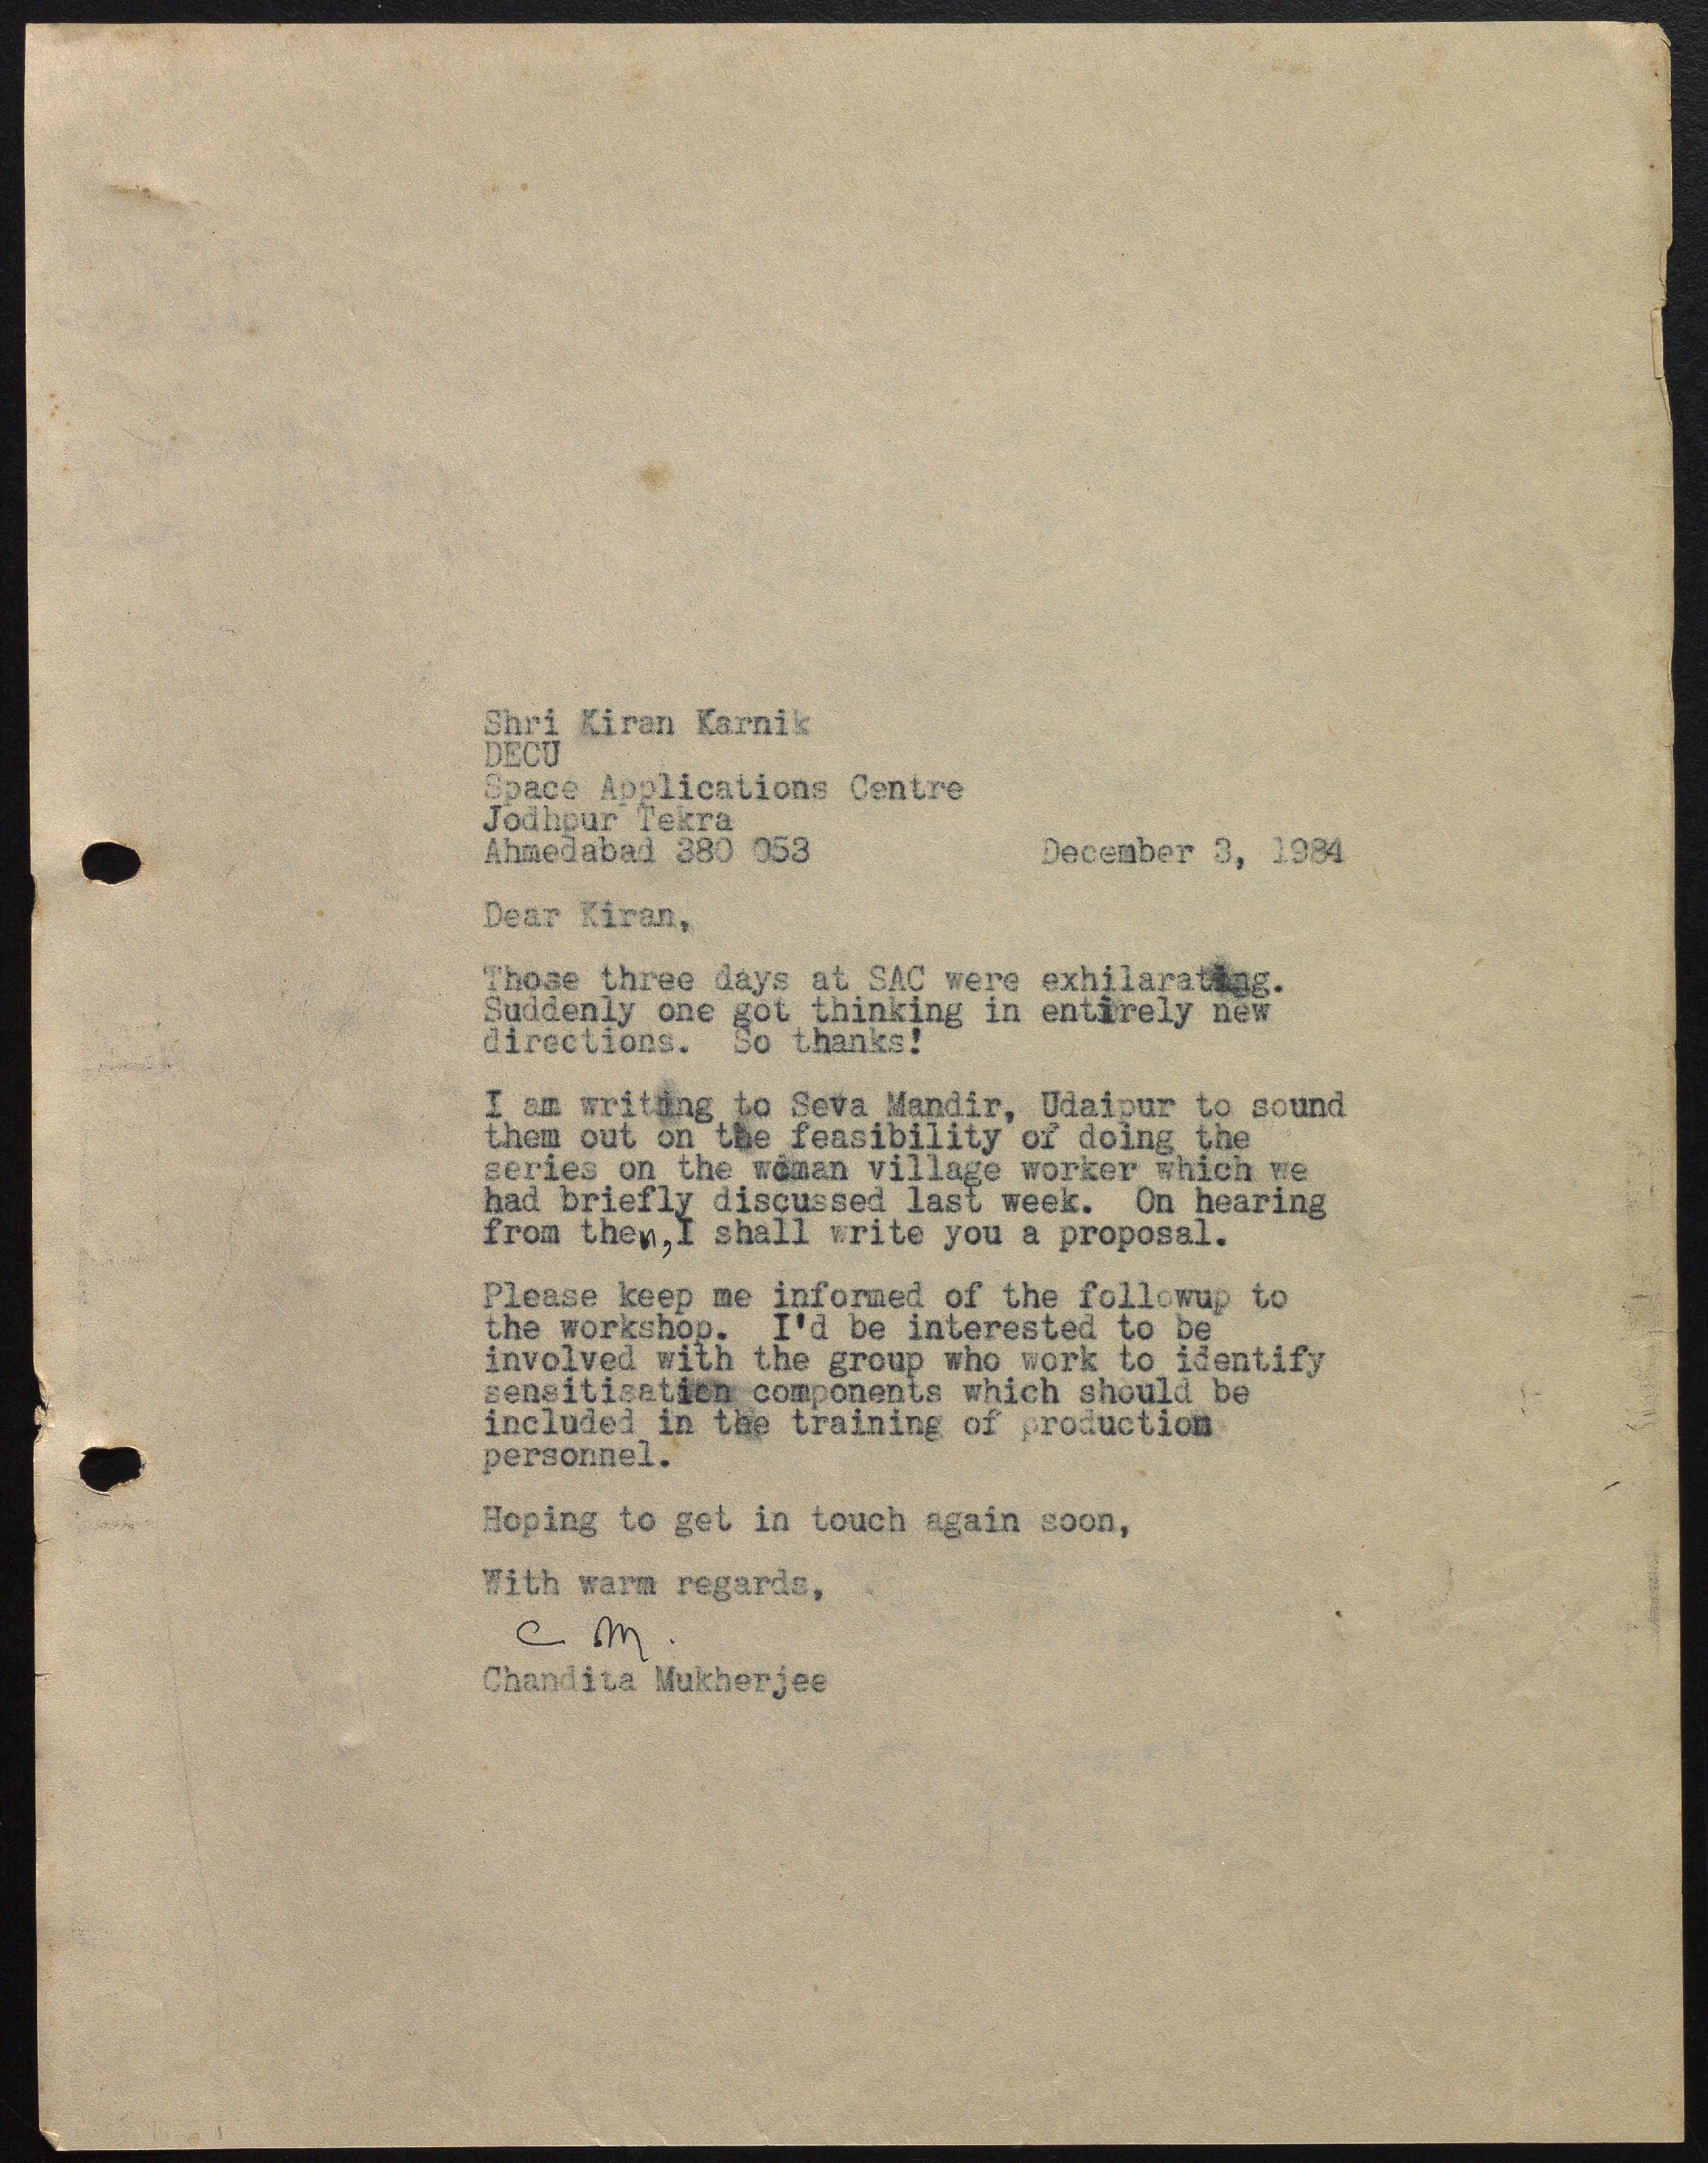 Shri Kiran Karnik
DECU
Space Applications Centre
Jodhpur Tekra
Ahmedabad 380 053 December 3, 1984
Dear Kiran,
Those three days at SAC were exhilarating.
Suddenly one got thinking in entirely new
directions. So thanks!
I am writing to Seva Mandir, Udaipur to sound
them out on the feasibility of doing the
series on the woman village worker which we
had briefly discussed last week. On hearing
from them, I shall write you a proposal.
Please keep me informed of the followup to
the workshop. I'd be interested to be
involved with the group who work to identify
sensitisation components which should be
included in the training of production
personnel.
Hoping to get in touch again soon,
With warm regards,
C M.
Chandita Mukherjee